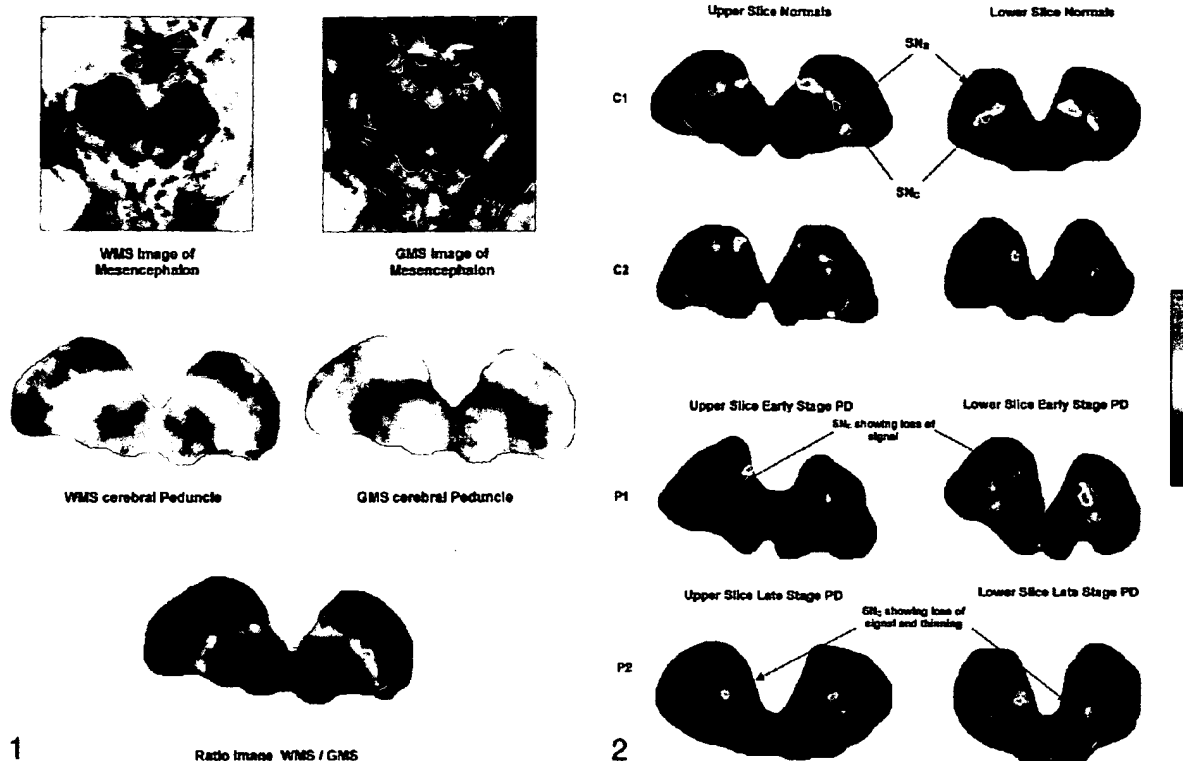 WMS Image of
Mesencephalon
GMS Image of
Mesencephalon
WMS cerebral Peduncle
GMS cerebral Peduncle
Ratio Image WMS / GMS
1
Upper Slice Normals
Lower Slice Normals
SNR
C1
SNC
C2
Upper Slice Early Stage PD
Lower Slice Early Stage PD
SNC showing loss of
signal
P1
Upper Slice Late Stage PD
Lower Slice Late Stage PD
SNC showing loss of
signal and thinning
P2
2